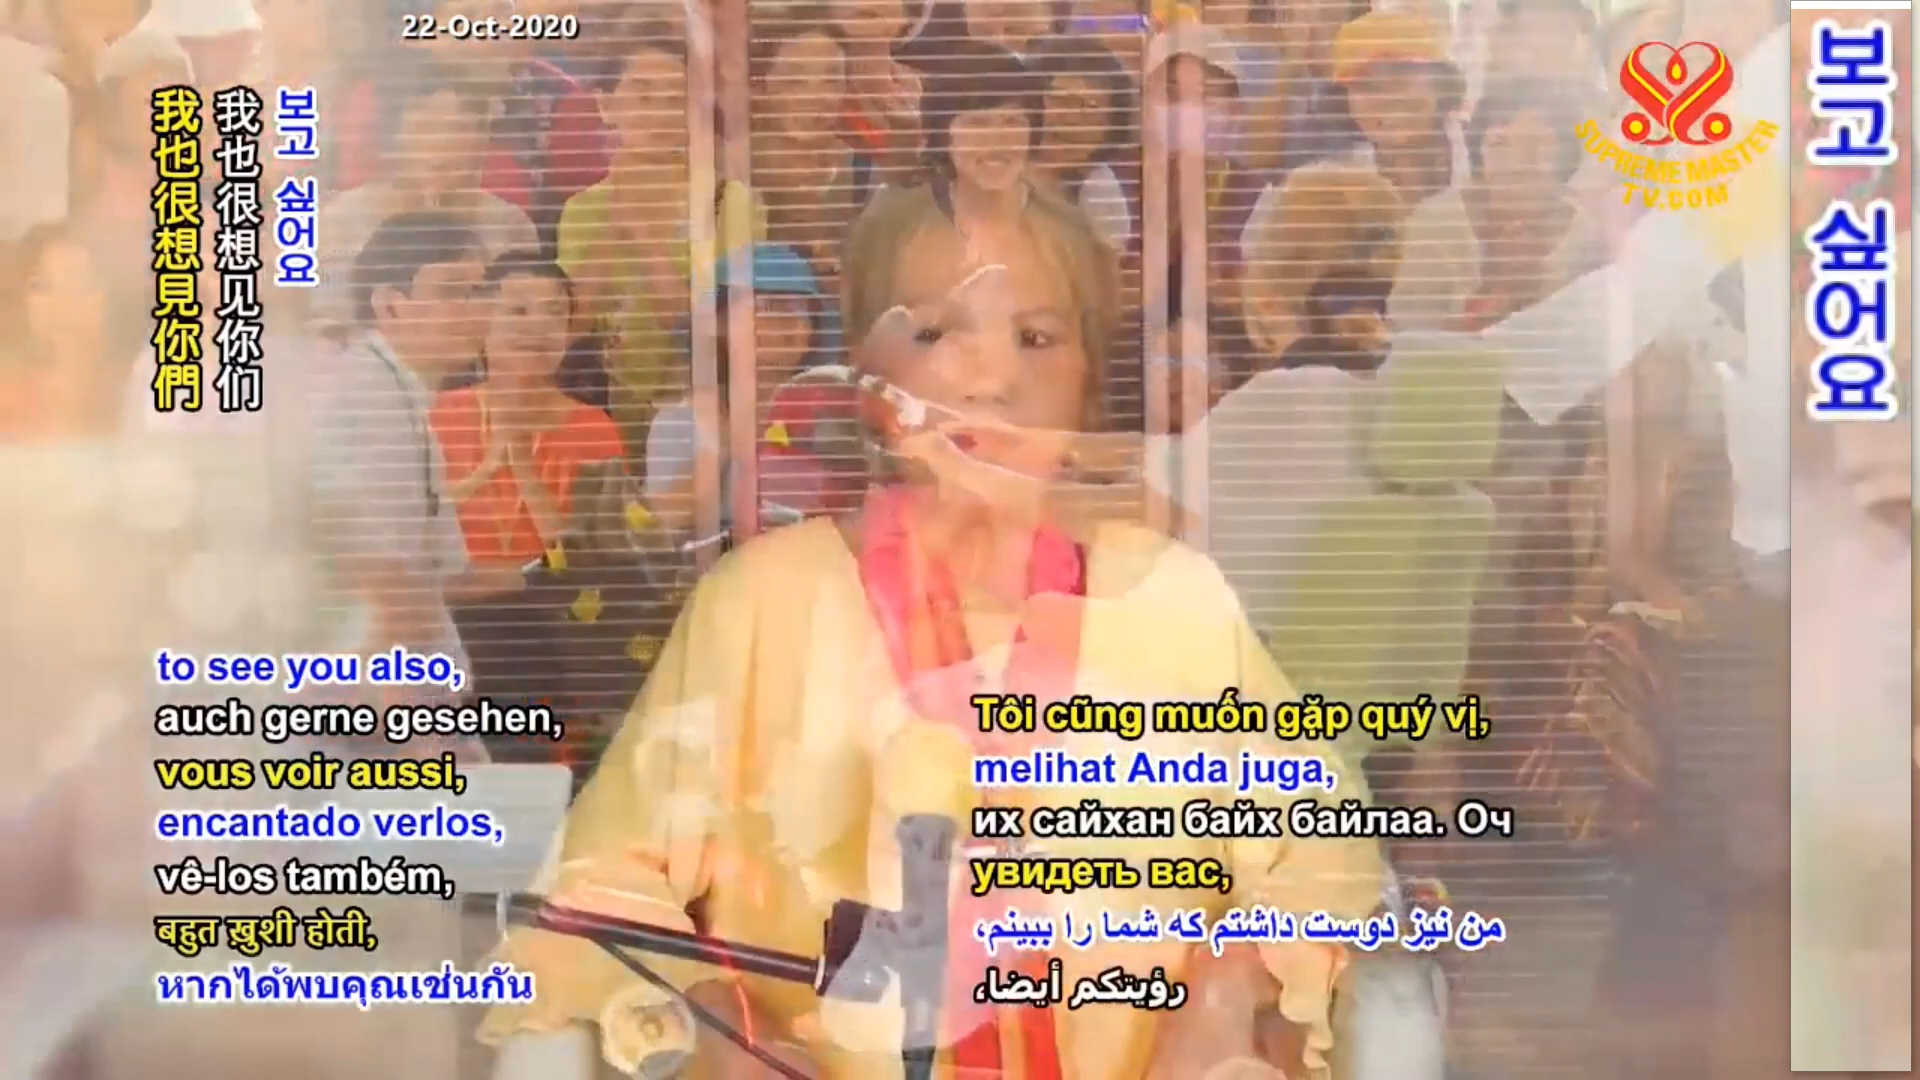 22-Oct-2020
SUPREME MASTER
TV.COM
我也很想見你們
我也很想见你们
보고 싶어요
보고 싶어요
to see you also,
auch gerne gesehen,
vous voir aussi,
encantado verlos,
vê-los também,
बहुत ख़ुशी होती,
หากได้พบคุณเช่นกัน
Tôi cũng muốn gặp quý vị,
melihat Anda juga,
их сайхан байх байлаа. Оч
увидеть вас,
من نیز دوست داشتم که شما را ببینم،
رؤيتكم أيضا،